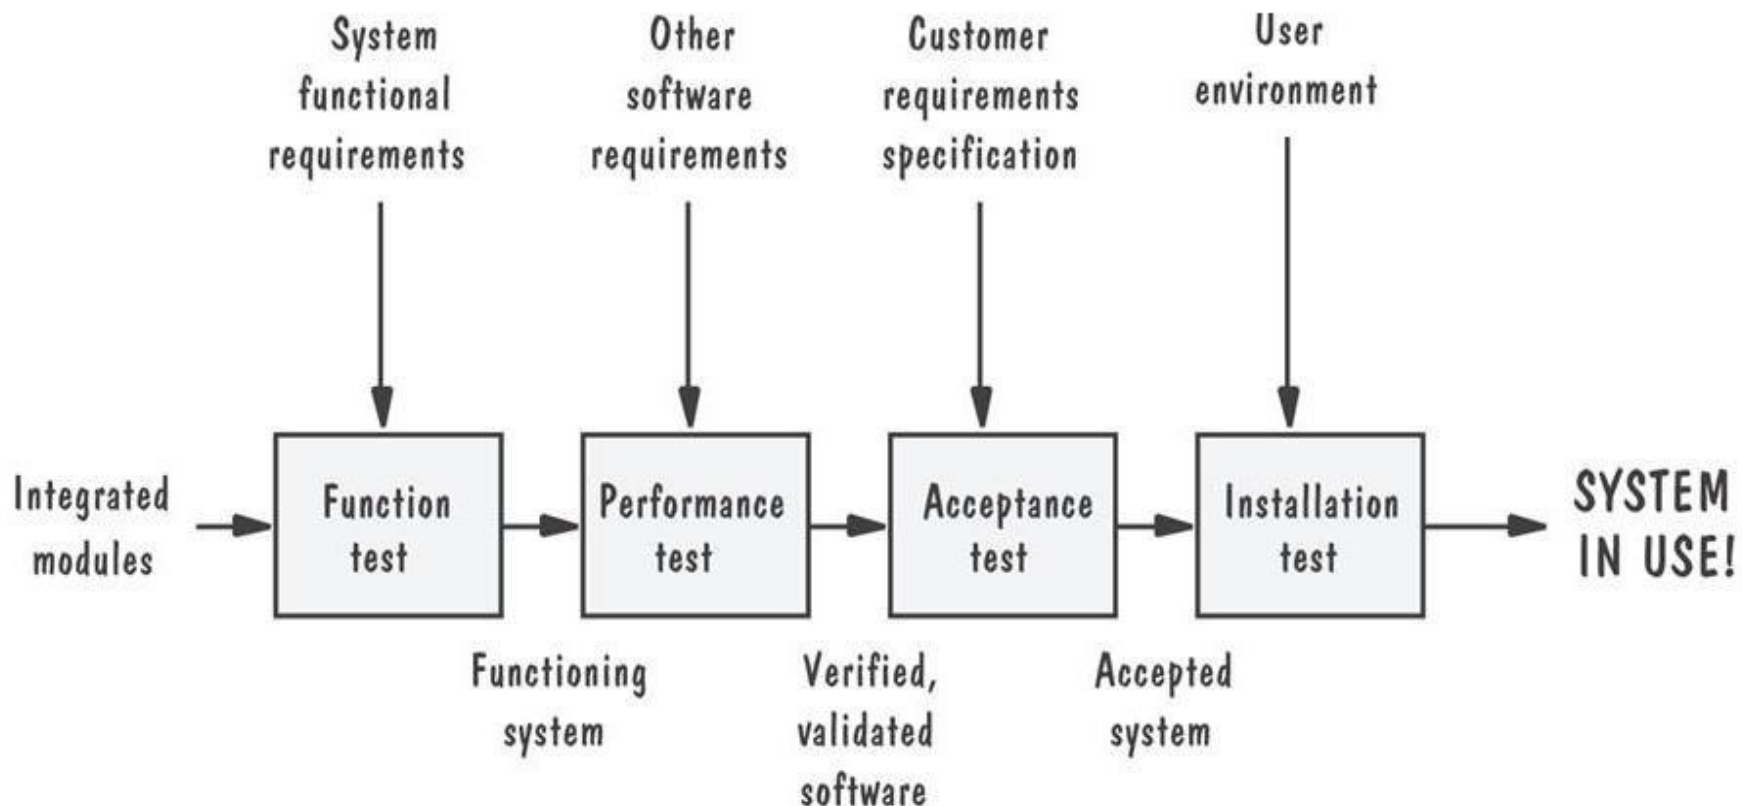 System
functional
requirements
Other
software
requirements
Customer
requirements
specification
User
environment
Integrated
modules
Function
test
Performance
test
Acceptance
test
Installation
test
SYSTEM
IN USE!
Functioning
system
Verified,
validated
software
Accepted
system